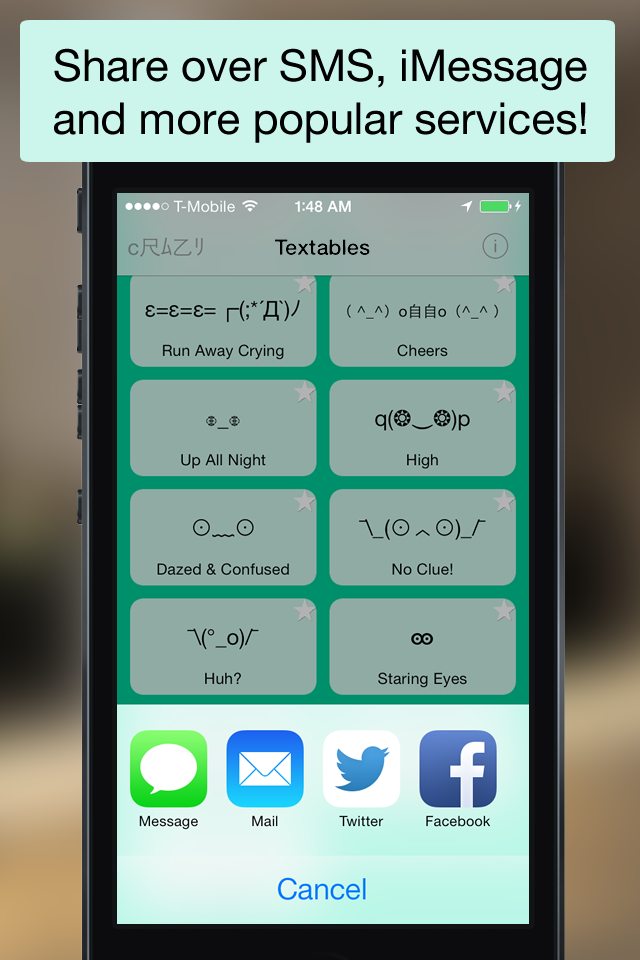 Share over SMS, iMessage
and more popular services!
T-Mobile 1:48 AM
c尺ﾑ乙ﾘ Textables i
ε=ε=ε= ┌(;*´Д`)ﾉ
Run Away Crying
( ^_^）o自自o（^_^ )
Cheers
๏_๏
Up All Night
q(❂‿❂)p
High
⊙﹏⊙
Dazed & Confused
¯\_(⊙︿⊙)_/¯
No Clue!
¯\(°_o)/¯
Huh?
ꙭ
Staring Eyes
Message Mail Twitter Facebook
Cancel